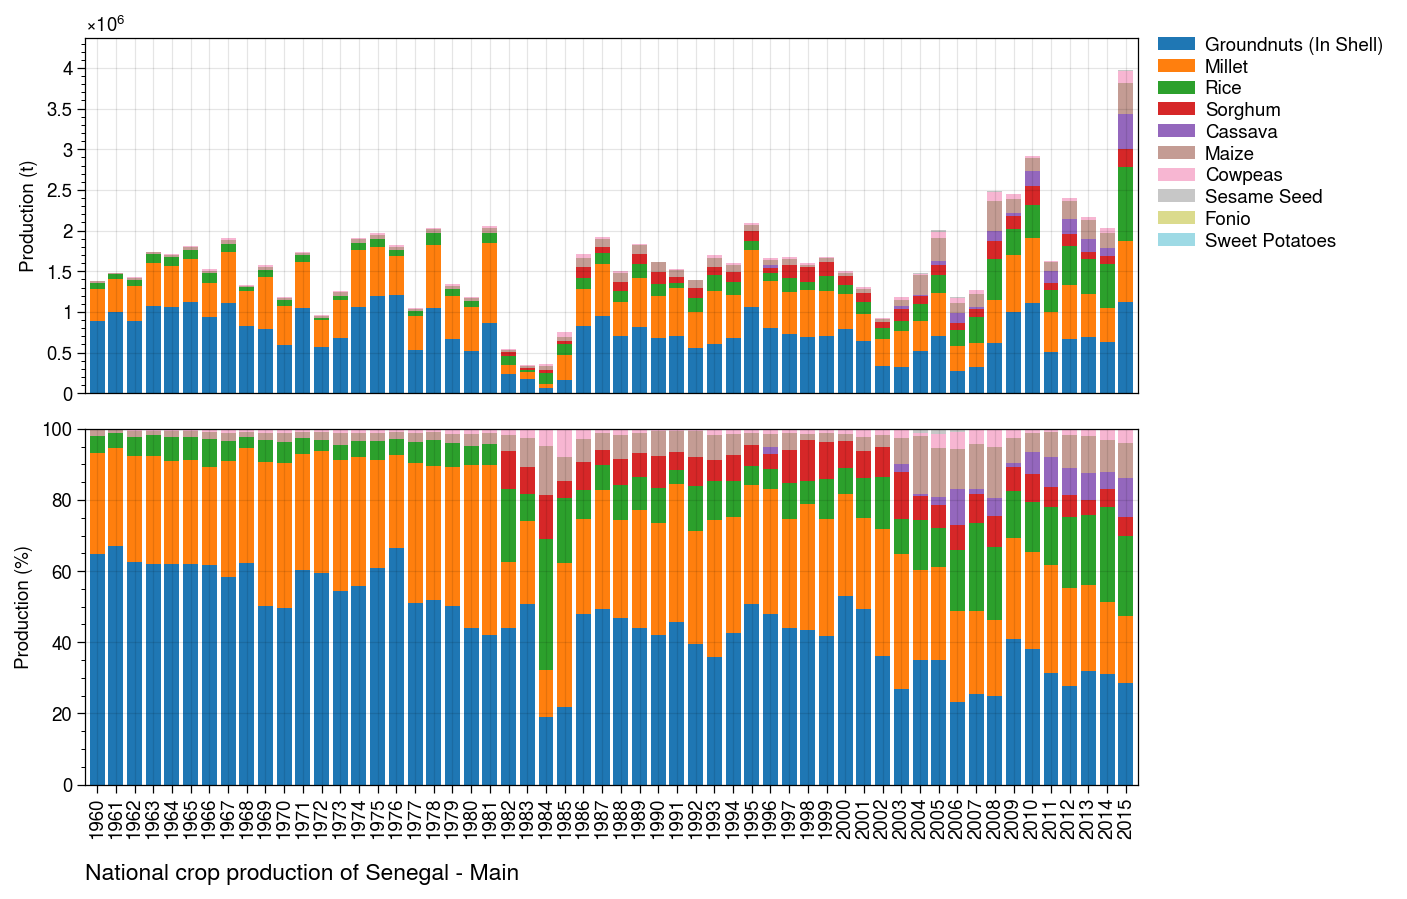 ×10⁶
4
3.5
3
2.5
2
1.5
1
0.5
0
Production (t)
Groundnuts (In Shell)
Millet
Rice
Sorghum
Cassava
Maize
Cowpeas
Sesame Seed
Fonio
Sweet Potatoes
100
80
60
40
20
0
Production (%)
1960 1961 1962 1963 1964 1965 1966 1967 1968 1969 1970 1971 1972 1973 1974 1975 1976 1977 1978 1979 1980 1981 1982 1983 1984 1985 1986 1987 1988 1989 1990 1991 1992 1993 1994 1995 1996 1997 1998 1999 2000 2001 2002 2003 2004 2005 2006 2007 2008 2009 2010 2011 2012 2013 2014 2015
National crop production of Senegal - Main